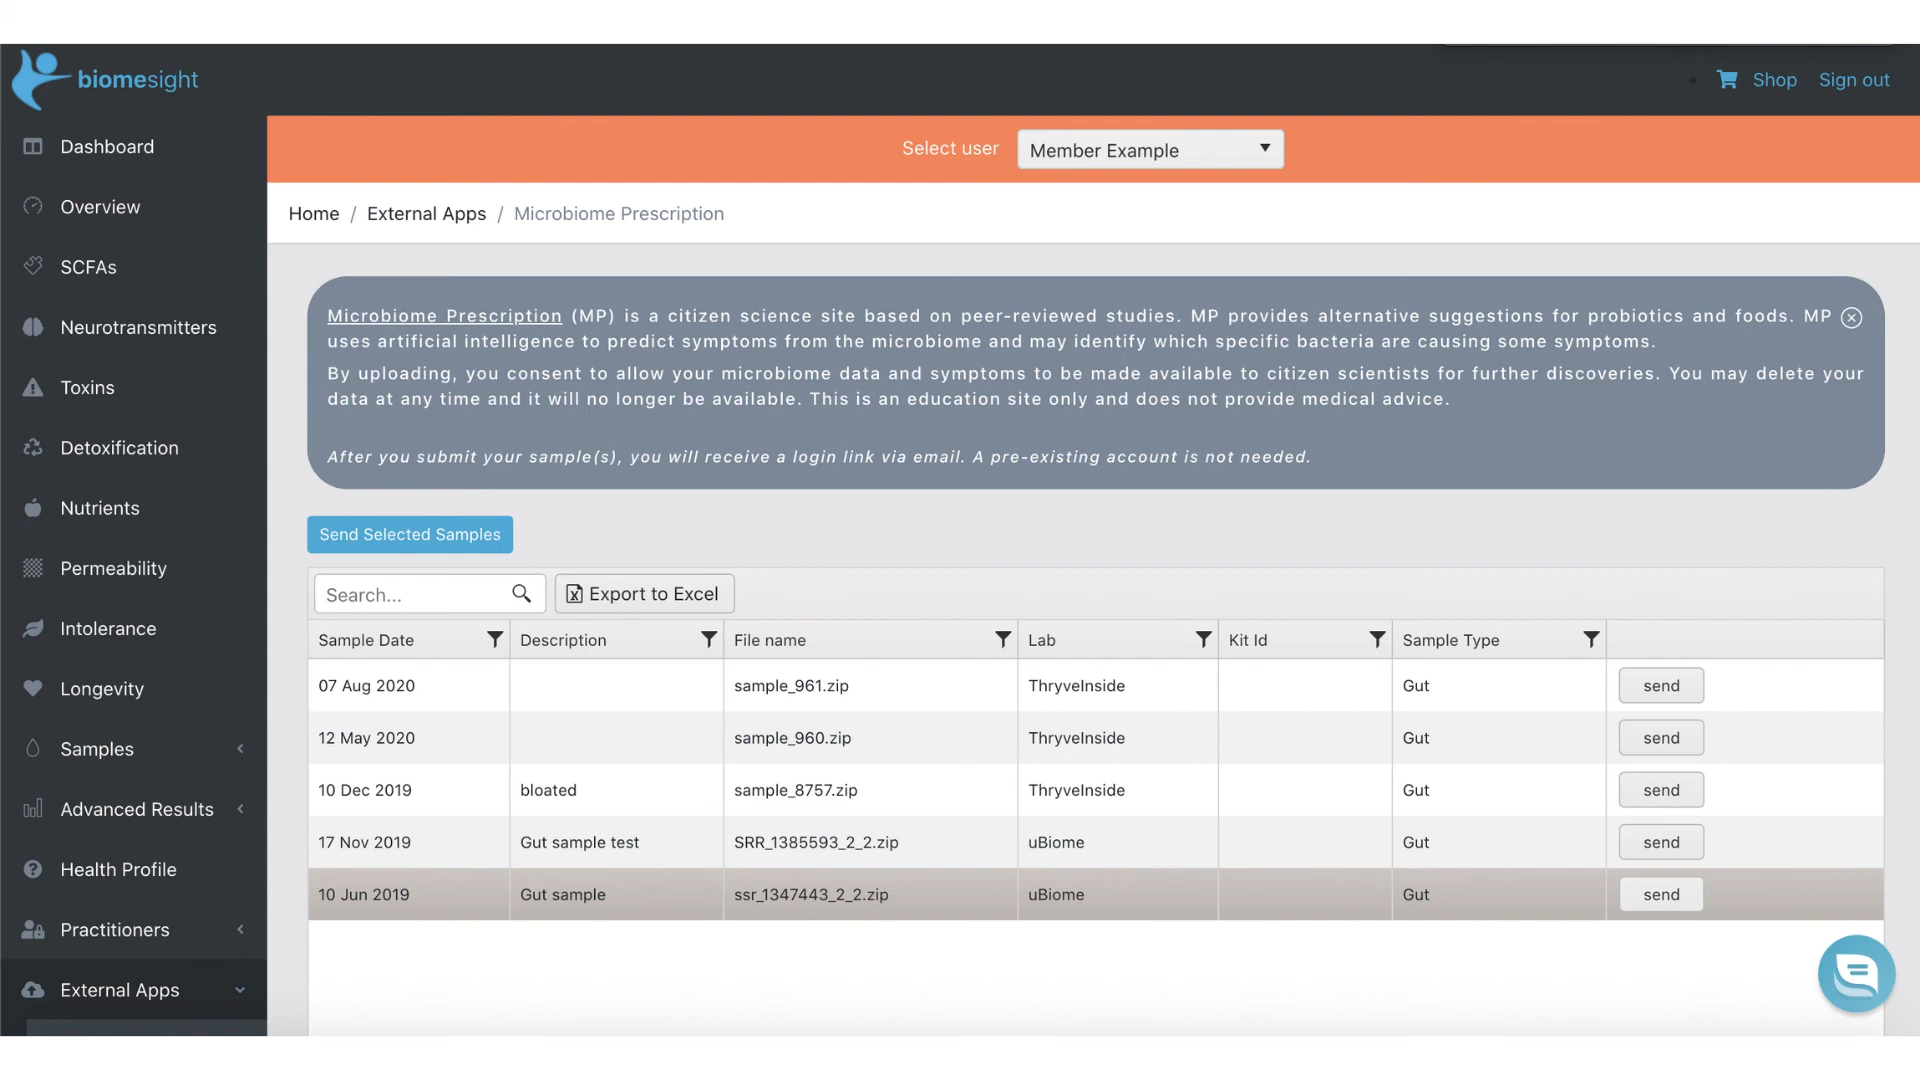 biomesight
Shop Sign out
Dashboard
Overview
SCFAs
Neurotransmitters
Toxins
Detoxification
Nutrients
Permeability
Intolerance
Longevity
Samples
Advanced Results
Health Profile
Practitioners
External Apps
Select user Member Example
Home / External Apps / Microbiome Prescription
Microbiome Prescription (MP) is a citizen science site based on peer-reviewed studies. MP provides alternative suggestions for probiotics and foods. MP
uses artificial intelligence to predict symptoms from the microbiome and may identify which specific bacteria are causing some symptoms.
By uploading, you consent to allow your microbiome data and symptoms to be made available to citizen scientists for further discoveries. You may delete your
data at any time and it will no longer be available. This is an education site only and does not provide medical advice.
After you submit your sample(s), you will receive a login link via email. A pre-existing account is not needed.
Send Selected Samples
Search... Export to Excel
Sample Date Description File name Lab Kit Id Sample Type
07 Aug 2020 sample_961.zip ThryveInside Gut send
12 May 2020 sample_960.zip ThryveInside Gut send
10 Dec 2019 bloated sample_8757.zip ThryveInside Gut send
17 Nov 2019 Gut sample test SRR_1385593_2_2.zip uBiome Gut send
10 Jun 2019 Gut sample ssr_1347443_2_2.zip uBiome Gut send